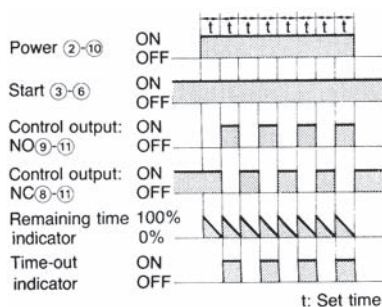 t t t t t t t t
Power ②-⑩ ON
OFF
Start ③-⑥ ON
OFF
Control output: ON
NO⑨-⑪ OFF
Control output: ON
NC⑧-⑪ OFF
Remaining time 100%
indicator 0%
Time-out ON
indicator OFF
t: Set time